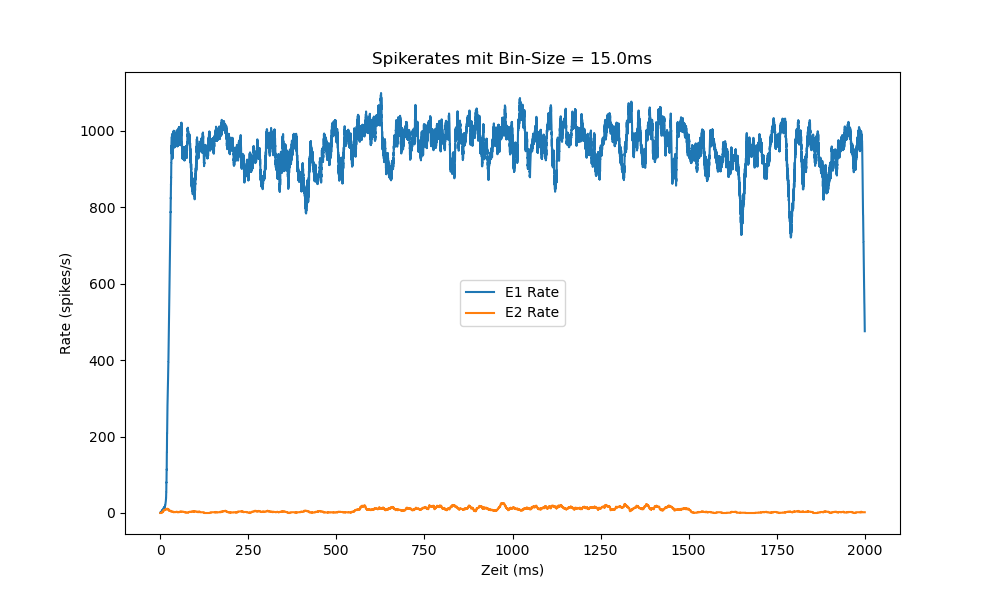 Spikerates mit Bin-Size = 15.0ms
Rate (spikes/s)
1000
800
600
400
200
0
E1 Rate
E2 Rate
0 250 500 750 1000 1250 1500 1750 2000
Zeit (ms)